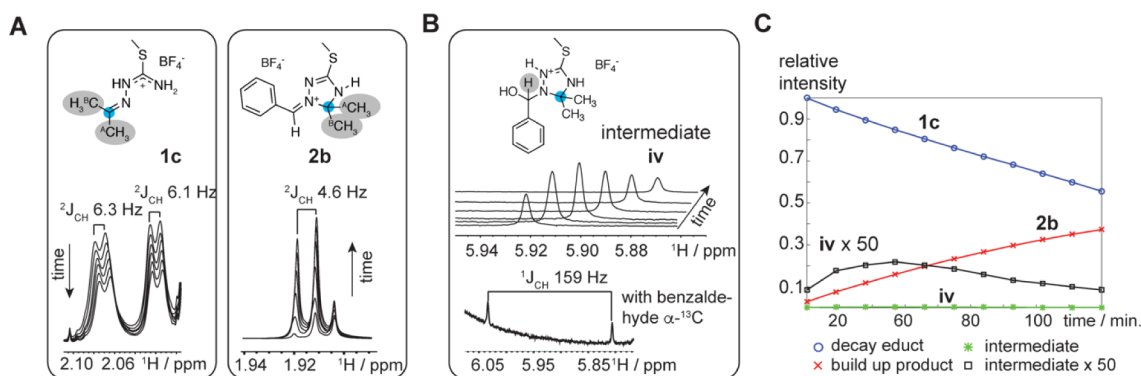 A
BF₄⁻
S
HN
NH₂
+
N
H₃ᴮC
ᴬCH₃
1c
²J_CH 6.3 Hz
²J_CH 6.1 Hz
time
2.10 2.06 ¹H / ppm
BF₄⁻
S
N
N-H
N+
N
H
ᴬCH₃
ᴮCH₃
2b
²J_CH 4.6 Hz
time
1.94 1.92 ¹H / ppm
B
S
BF₄⁻
H
N+
H
NH
N
HO
CH₃
CH₃
intermediate
iv
time
5.94 5.92 5.90 5.88 ¹H / ppm
¹J_CH 159 Hz
with benzalde-
hyde α-¹³C
6.05 5.95 5.85 ¹H / ppm
C
relative
intensity
0.9
0.7
0.5
0.3
0.1
1c
2b
iv x 50
iv
20 40 60 80 100 time / min.
decay educt
intermediate
build up product
intermediate x 50